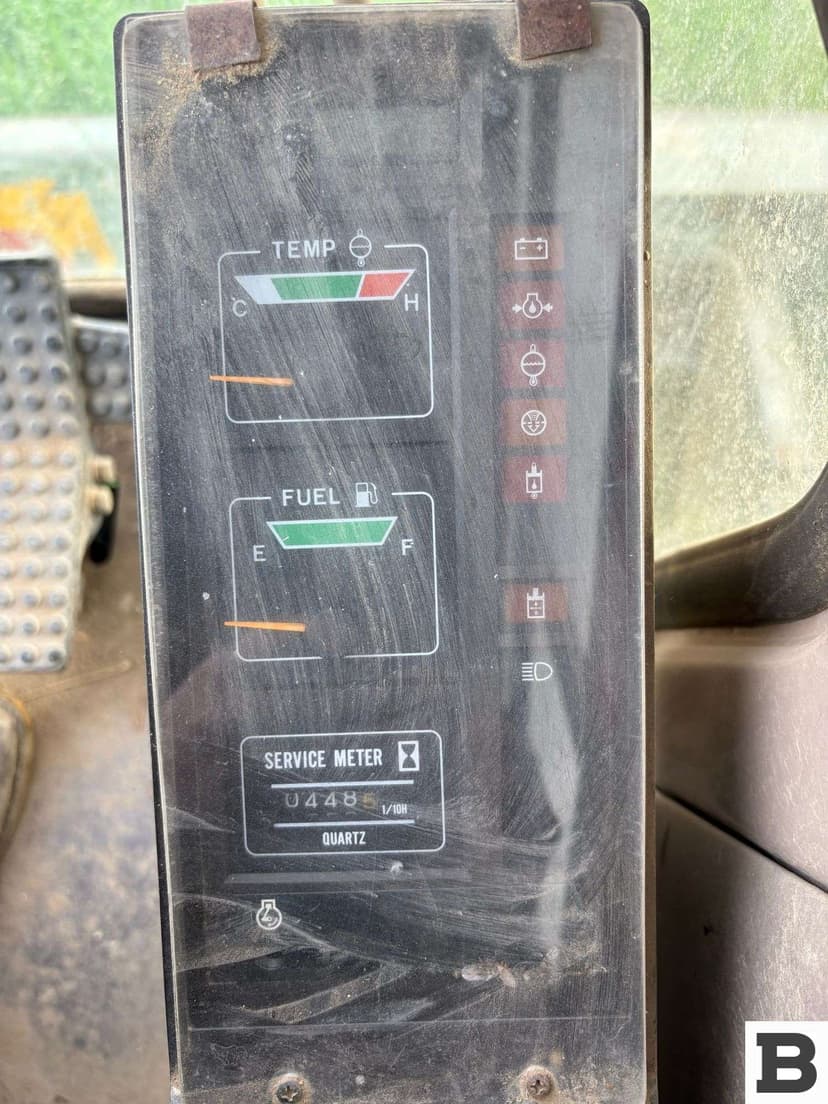 TEMP
C H
FUEL
E F
SERVICE METER
04485 1/10H
QUARTZ
B